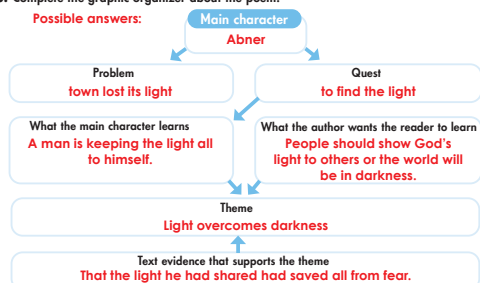 Complete the graphic organizer about the poem.
Possible answers:
Main character
Abner
Problem
town lost its light
Quest
to find the light
What the main character learns
A man is keeping the light all
to himself.
What the author wants the reader to learn
People should show God's
light to others or the world will
be in darkness.
Theme
Light overcomes darkness
Text evidence that supports the theme
That the light he had shared had saved all from fear.